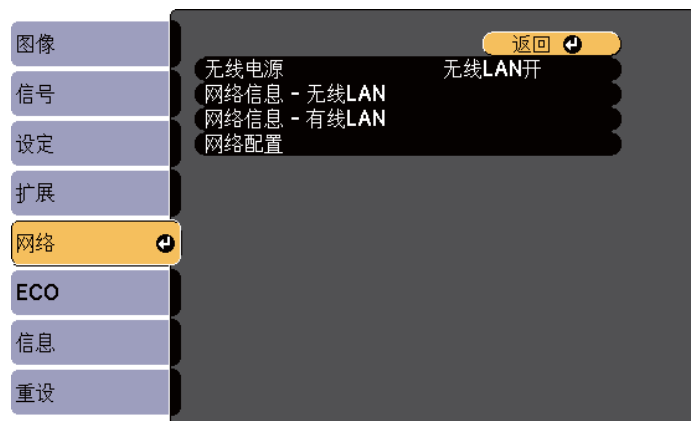 图像
信号
设定
扩展
网络
ECO
信息
重设
返回
无线电源 无线LAN开
网络信息 - 无线LAN
网络信息 - 有线LAN
网络配置